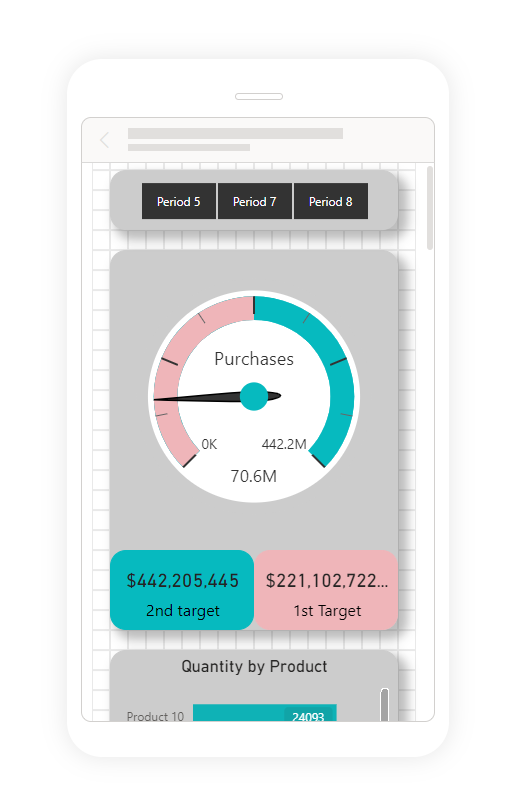 Period 5 Period 7 Period 8
Purchases
0K 442.2M
70.6M
$442,205,445 $221,102,722...
2nd target 1st Target
Quantity by Product
Product 10 24093